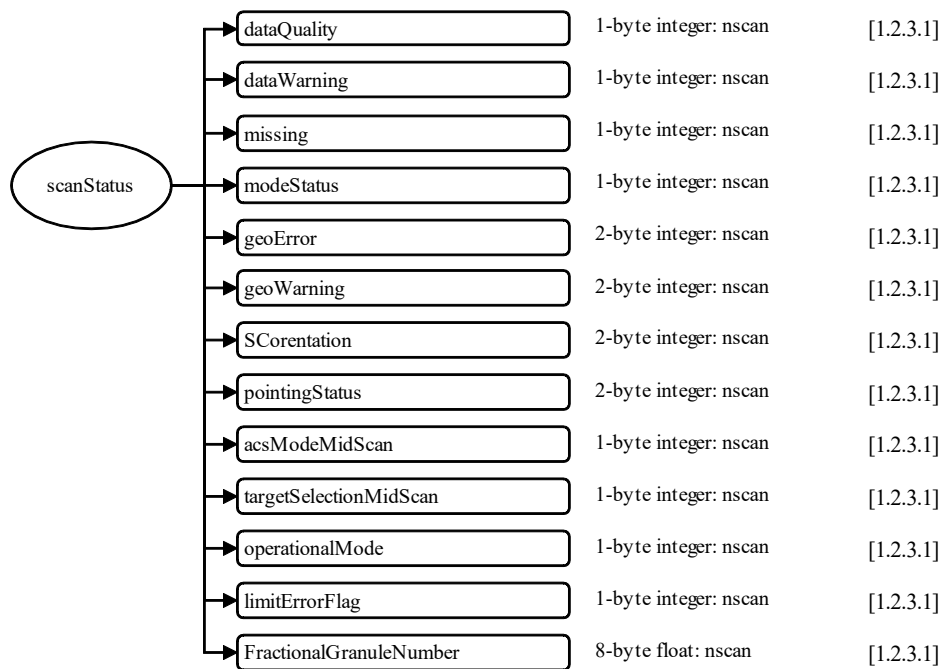 dataQuality 1-byte integer: nscan [1.2.3.1]
dataWarning 1-byte integer: nscan [1.2.3.1]
missing 1-byte integer: nscan [1.2.3.1]
scanStatus modeStatus 1-byte integer: nscan [1.2.3.1]
geoError 2-byte integer: nscan [1.2.3.1]
geoWarning 2-byte integer: nscan [1.2.3.1]
SCorentation 2-byte integer: nscan [1.2.3.1]
pointingStatus 2-byte integer: nscan [1.2.3.1]
acsModeMidScan 1-byte integer: nscan [1.2.3.1]
targetSelectionMidScan 1-byte integer: nscan [1.2.3.1]
operationalMode 1-byte integer: nscan [1.2.3.1]
limitErrorFlag 1-byte integer: nscan [1.2.3.1]
FractionalGranuleNumber 8-byte float: nscan [1.2.3.1]